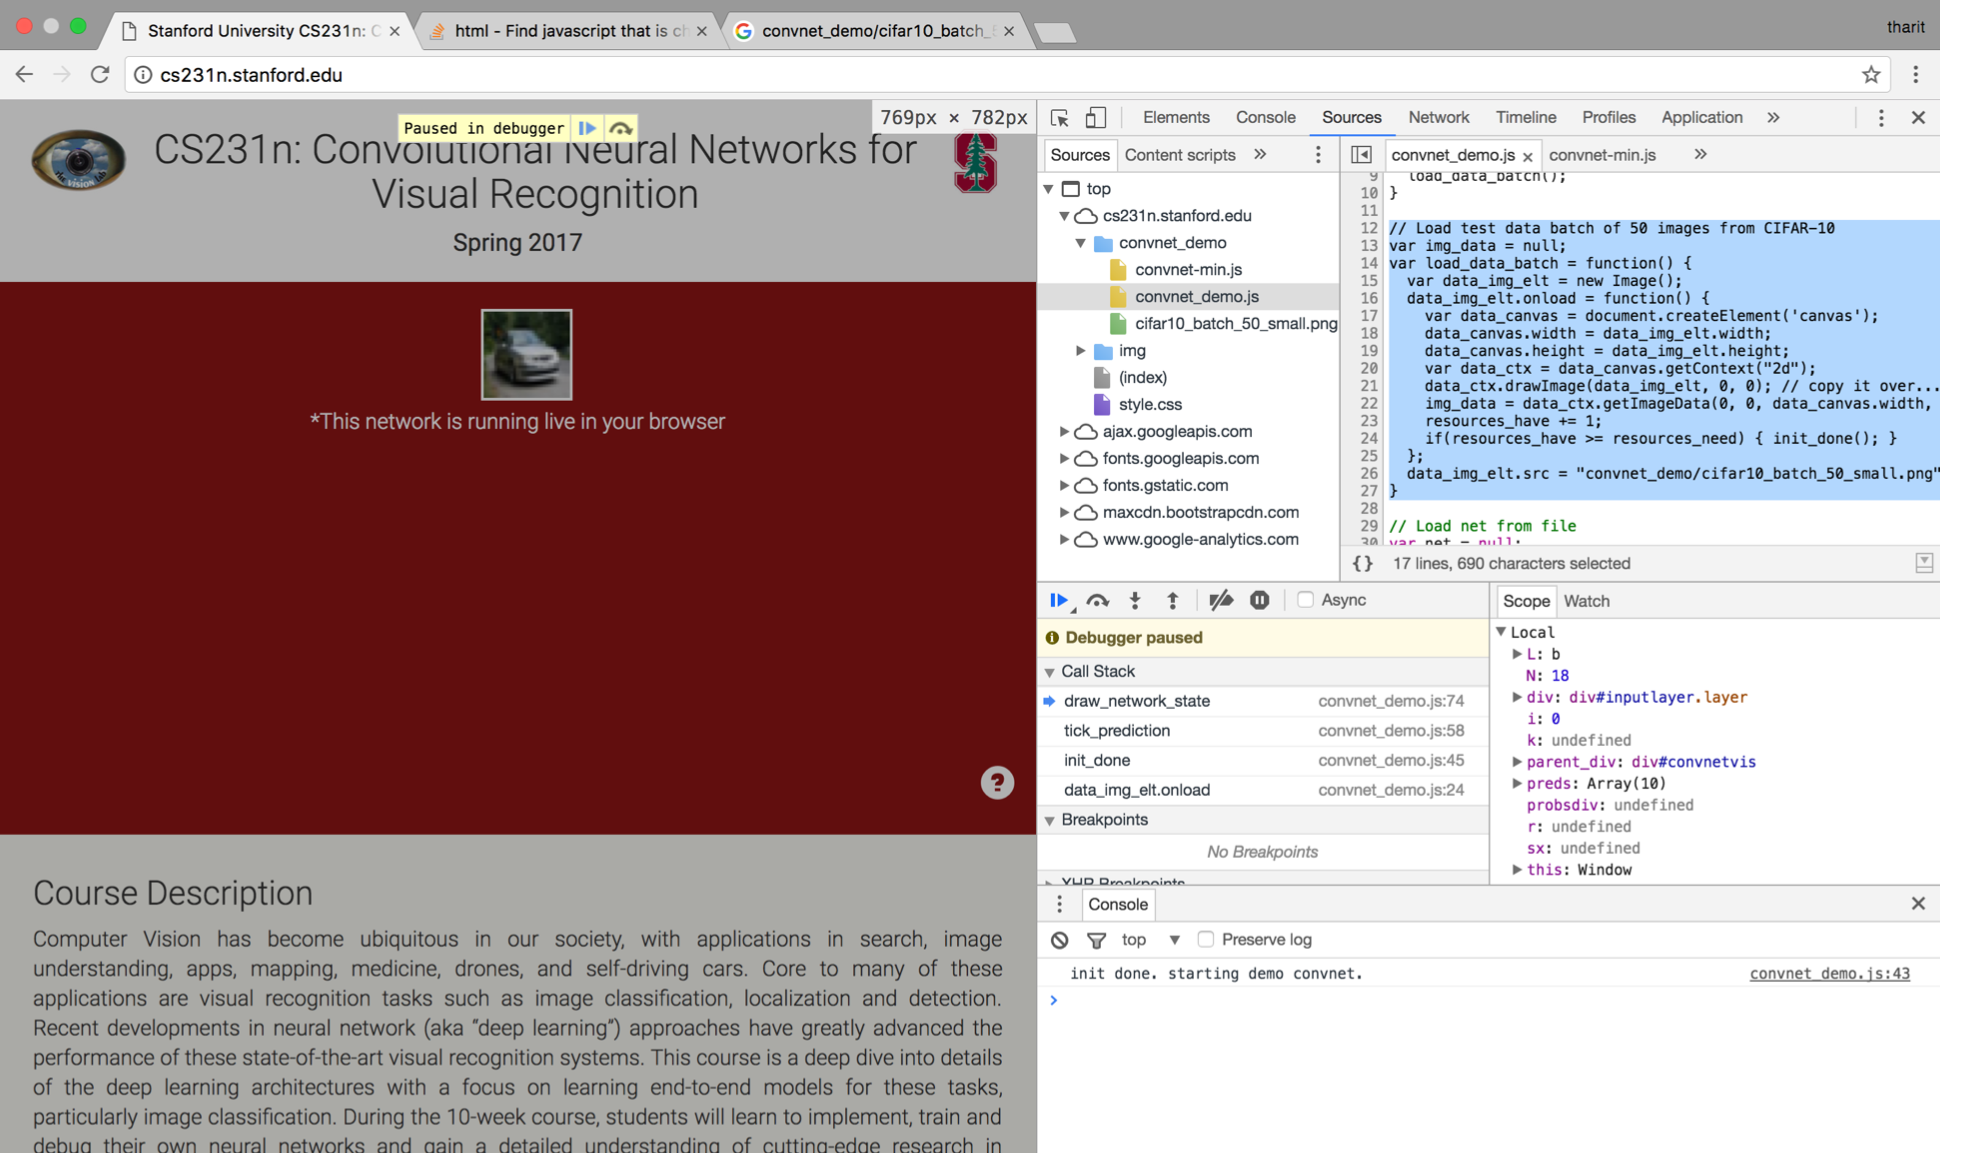 Stanford University CS231n: C
html - Find javascript that is ch
convnet_demo/cifar10_batch_5
tharit
cs231n.stanford.edu
Paused in debugger
769px × 782px
CS231n: Convolutional Neural Networks for
Visual Recognition
Spring 2017
*This network is running live in your browser
?
Course Description
Computer Vision has become ubiquitous in our society, with applications in search, image
understanding, apps, mapping, medicine, drones, and self-driving cars. Core to many of these
applications are visual recognition tasks such as image classification, localization and detection.
Recent developments in neural network (aka “deep learning”) approaches have greatly advanced the
performance of these state-of-the-art visual recognition systems. This course is a deep dive into details
of the deep learning architectures with a focus on learning end-to-end models for these tasks,
particularly image classification. During the 10-week course, students will learn to implement, train and
debug their own neural networks and gain a detailed understanding of cutting-edge research in
Elements Console Sources Network Timeline Profiles Application »
Sources Content scripts »
top
cs231n.stanford.edu
convnet_demo
convnet-min.js
convnet_demo.js
cifar10_batch_50_small.png
img
(index)
style.css
ajax.googleapis.com
fonts.googleapis.com
fonts.gstatic.com
maxcdn.bootstrapcdn.com
www.google-analytics.com
convnet_demo.js × convnet-min.js »
9 load_data_batch();
10 }
11
12 // Load test data batch of 50 images from CIFAR-10
13 var img_data = null;
14 var load_data_batch = function() {
15 var data_img_elt = new Image();
16 data_img_elt.onload = function() {
17 var data_canvas = document.createElement('canvas');
18 data_canvas.width = data_img_elt.width;
19 data_canvas.height = data_img_elt.height;
20 var data_ctx = data_canvas.getContext("2d");
21 data_ctx.drawImage(data_img_elt, 0, 0); // copy it over...
22 img_data = data_ctx.getImageData(0, 0, data_canvas.width,
23 resources_have += 1;
24 if(resources_have >= resources_need) { init_done(); }
25 };
26 data_img_elt.src = "convnet_demo/cifar10_batch_50_small.png"
27 }
28
29 // Load net from file
30 var net = null;
{} 17 lines, 690 characters selected
Async
Debugger paused
Call Stack
draw_network_state convnet_demo.js:74
tick_prediction convnet_demo.js:58
init_done convnet_demo.js:45
data_img_elt.onload convnet_demo.js:24
Breakpoints
No Breakpoints
XHR Breakpoints
Scope Watch
Local
L: b
N: 18
div: div#inputlayer.layer
i: 0
k: undefined
parent_div: div#convnetvis
preds: Array(10)
probsdiv: undefined
r: undefined
sx: undefined
this: Window
Console
top Preserve log
init done. starting demo convnet. convnet_demo.js:43